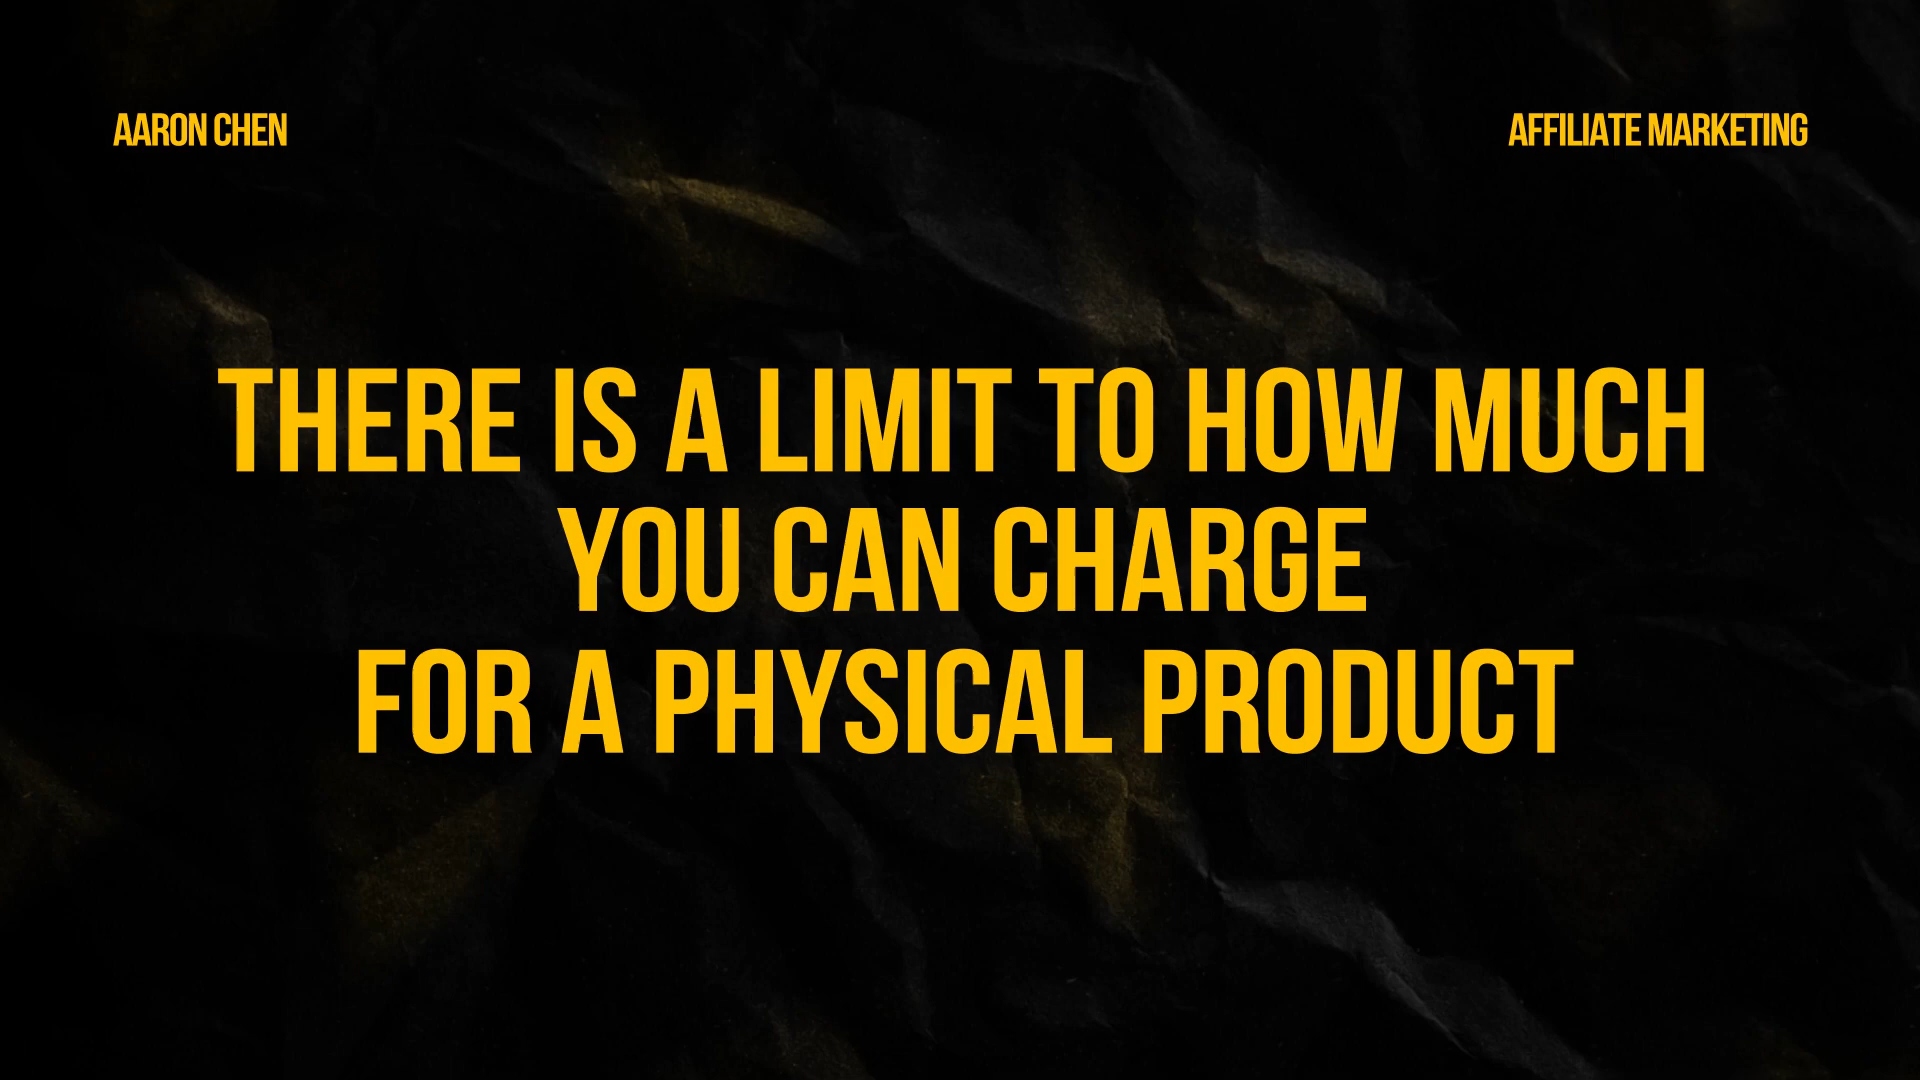 AARON CHEN
AFFILIATE MARKETING
THERE IS A LIMIT TO HOW MUCH
YOU CAN CHARGE
FOR A PHYSICAL PRODUCT